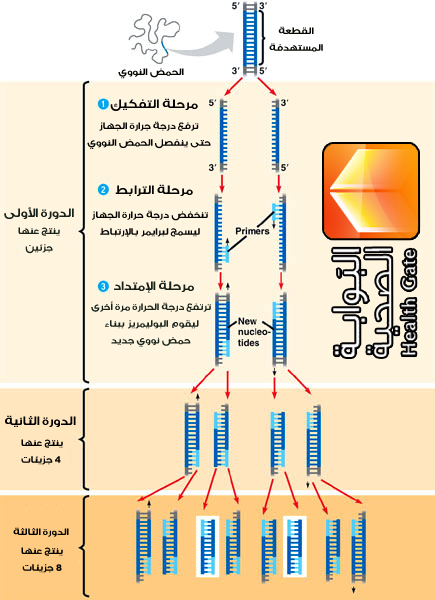 5′ 3′
القطعة
المستهدفة
الحمض النووي
3′ 5′
1 مرحلة التفكيك
ترفع درجة حرارة الجهاز
حتى ينفصل الحمض النووي
5′ 3′
3′ 5′
الدورة الأولى
ينتج عنها
جزئين
2 مرحلة الترابط
تنخفض درجة حرارة الجهاز
ليسمح لبرايمر بالإرتباط
Primers
3 مرحلة الإمتداد
ترتفع درجة الحرارة مرة أخرى
ليقوم البوليمريز ببناء
حمض نووي جديد
New
nucleo-
tides
البوابة
الصحية
Health Gate
الدورة الثانية
ينتج عنها
4 جزيئات
الدورة الثالثة
ينتج عنها
8 جزيئات